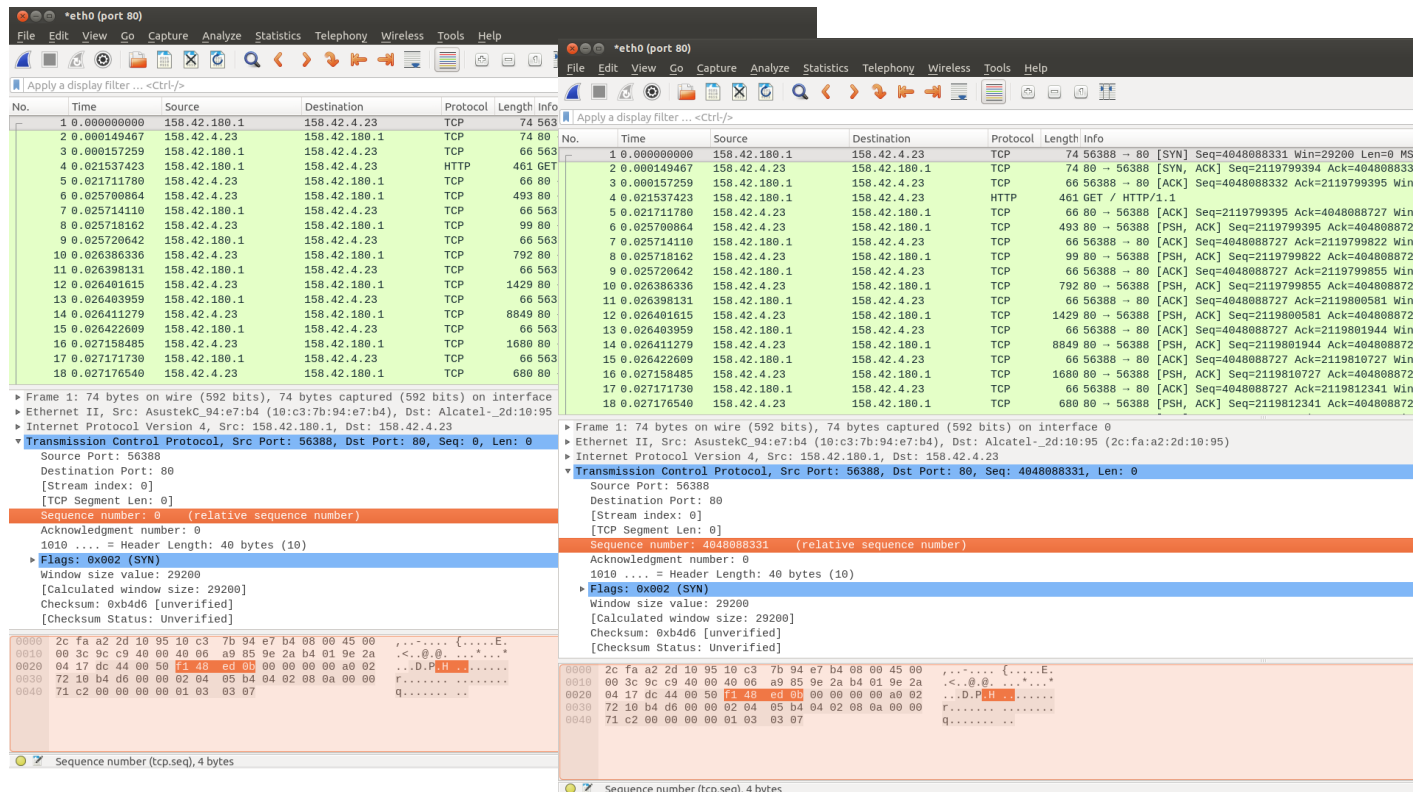 *eth0 (port 80)
File Edit View Go Capture Analyze Statistics Telephony Wireless Tools Help
Apply a display filter … <Ctrl-/>
No. Time Source Destination Protocol Length Info
1 0.000000000 158.42.180.1 158.42.4.23 TCP 74 563
2 0.000149467 158.42.4.23 158.42.180.1 TCP 74 80
3 0.000157259 158.42.180.1 158.42.4.23 TCP 66 563
4 0.021537423 158.42.180.1 158.42.4.23 HTTP 461 GET
5 0.021711780 158.42.4.23 158.42.180.1 TCP 66 80
6 0.025700864 158.42.4.23 158.42.180.1 TCP 493 80
7 0.025714110 158.42.180.1 158.42.4.23 TCP 66 563
8 0.025718162 158.42.4.23 158.42.180.1 TCP 99 80
9 0.025720642 158.42.180.1 158.42.4.23 TCP 66 563
10 0.026386336 158.42.4.23 158.42.180.1 TCP 792 80
11 0.026398131 158.42.180.1 158.42.4.23 TCP 66 563
12 0.026401615 158.42.4.23 158.42.180.1 TCP 1429 80
13 0.026403959 158.42.180.1 158.42.4.23 TCP 66 563
14 0.026411279 158.42.4.23 158.42.180.1 TCP 8849 80
15 0.026422609 158.42.180.1 158.42.4.23 TCP 66 563
16 0.027158485 158.42.4.23 158.42.180.1 TCP 1680 80
17 0.027171730 158.42.180.1 158.42.4.23 TCP 66 563
18 0.027176540 158.42.4.23 158.42.180.1 TCP 680 80
Frame 1: 74 bytes on wire (592 bits), 74 bytes captured (592 bits) on interface
Ethernet II, Src: AsustekC_94:e7:b4 (10:c3:7b:94:e7:b4), Dst: Alcatel-_2d:10:95
Internet Protocol Version 4, Src: 158.42.180.1, Dst: 158.42.4.23
Transmission Control Protocol, Src Port: 56388, Dst Port: 80, Seq: 0, Len: 0
Source Port: 56388
Destination Port: 80
[Stream index: 0]
[TCP Segment Len: 0]
Sequence number: 0 (relative sequence number)
Acknowledgment number: 0
1010 .... = Header Length: 40 bytes (10)
Flags: 0x002 (SYN)
Window size value: 29200
[Calculated window size: 29200]
Checksum: 0xb4d6 [unverified]
[Checksum Status: Unverified]
0000 2c fa a2 2d 10 95 10 c3 7b 94 e7 b4 08 00 45 00 ,..-.... {.....E.
0010 00 3c 9c c9 40 00 40 06 a9 85 9e 2a b4 01 9e 2a .<..@.@. ...*...*
0020 04 17 dc 44 00 50 f1 48 ed 0b 00 00 00 00 a0 02 ...D.P.H ........
0030 72 10 b4 d6 00 00 02 04 05 b4 04 02 08 0a 00 00 r....... ........
0040 71 c2 00 00 00 00 01 03 03 07 q....... ..
Sequence number (tcp.seq), 4 bytes
*eth0 (port 80)
File Edit View Go Capture Analyze Statistics Telephony Wireless Tools Help
Apply a display filter … <Ctrl-/>
No. Time Source Destination Protocol Length Info
1 0.000000000 158.42.180.1 158.42.4.23 TCP 74 56388 → 80 [SYN] Seq=4048088331 Win=29200 Len=0 MS
2 0.000149467 158.42.4.23 158.42.180.1 TCP 74 80 → 56388 [SYN, ACK] Seq=2119799394 Ack=404808833
3 0.000157259 158.42.180.1 158.42.4.23 TCP 66 56388 → 80 [ACK] Seq=4048088332 Ack=2119799395 Win
4 0.021537423 158.42.180.1 158.42.4.23 HTTP 461 GET / HTTP/1.1
5 0.021711780 158.42.4.23 158.42.180.1 TCP 66 80 → 56388 [ACK] Seq=2119799395 Ack=4048088727 Win
6 0.025700864 158.42.4.23 158.42.180.1 TCP 493 80 → 56388 [PSH, ACK] Seq=2119799395 Ack=404808872
7 0.025714110 158.42.180.1 158.42.4.23 TCP 66 56388 → 80 [ACK] Seq=4048088727 Ack=2119799822 Win
8 0.025718162 158.42.4.23 158.42.180.1 TCP 99 80 → 56388 [PSH, ACK] Seq=2119799822 Ack=404808872
9 0.025720642 158.42.180.1 158.42.4.23 TCP 66 56388 → 80 [ACK] Seq=4048088727 Ack=2119799855 Win
10 0.026386336 158.42.4.23 158.42.180.1 TCP 792 80 → 56388 [PSH, ACK] Seq=2119799855 Ack=404808872
11 0.026398131 158.42.180.1 158.42.4.23 TCP 66 56388 → 80 [ACK] Seq=4048088727 Ack=2119800581 Win
12 0.026401615 158.42.4.23 158.42.180.1 TCP 1429 80 → 56388 [PSH, ACK] Seq=2119800581 Ack=404808872
13 0.026403959 158.42.180.1 158.42.4.23 TCP 66 56388 → 80 [ACK] Seq=4048088727 Ack=2119801944 Win
14 0.026411279 158.42.4.23 158.42.180.1 TCP 8849 80 → 56388 [PSH, ACK] Seq=2119801944 Ack=404808872
15 0.026422609 158.42.180.1 158.42.4.23 TCP 66 56388 → 80 [ACK] Seq=4048088727 Ack=2119810727 Win
16 0.027158485 158.42.4.23 158.42.180.1 TCP 1680 80 → 56388 [PSH, ACK] Seq=2119810727 Ack=404808872
17 0.027171730 158.42.180.1 158.42.4.23 TCP 66 56388 → 80 [ACK] Seq=4048088727 Ack=2119812341 Win
18 0.027176540 158.42.4.23 158.42.180.1 TCP 680 80 → 56388 [PSH, ACK] Seq=2119812341 Ack=404808872
Frame 1: 74 bytes on wire (592 bits), 74 bytes captured (592 bits) on interface 0
Ethernet II, Src: AsustekC_94:e7:b4 (10:c3:7b:94:e7:b4), Dst: Alcatel-_2d:10:95 (2c:fa:a2:2d:10:95)
Internet Protocol Version 4, Src: 158.42.180.1, Dst: 158.42.4.23
Transmission Control Protocol, Src Port: 56388, Dst Port: 80, Seq: 4048088331, Len: 0
Source Port: 56388
Destination Port: 80
[Stream index: 0]
[TCP Segment Len: 0]
Sequence number: 4048088331 (relative sequence number)
Acknowledgment number: 0
1010 .... = Header Length: 40 bytes (10)
Flags: 0x002 (SYN)
Window size value: 29200
[Calculated window size: 29200]
Checksum: 0xb4d6 [unverified]
[Checksum Status: Unverified]
0000 2c fa a2 2d 10 95 10 c3 7b 94 e7 b4 08 00 45 00 ,..-.... {.....E.
0010 00 3c 9c c9 40 00 40 06 a9 85 9e 2a b4 01 9e 2a .<..@.@. ...*...*
0020 04 17 dc 44 00 50 f1 48 ed 0b 00 00 00 00 a0 02 ...D.P.H ........
0030 72 10 b4 d6 00 00 02 04 05 b4 04 02 08 0a 00 00 r....... ........
0040 71 c2 00 00 00 00 01 03 03 07 q....... ..
Sequence number (tcp.seq), 4 bytes